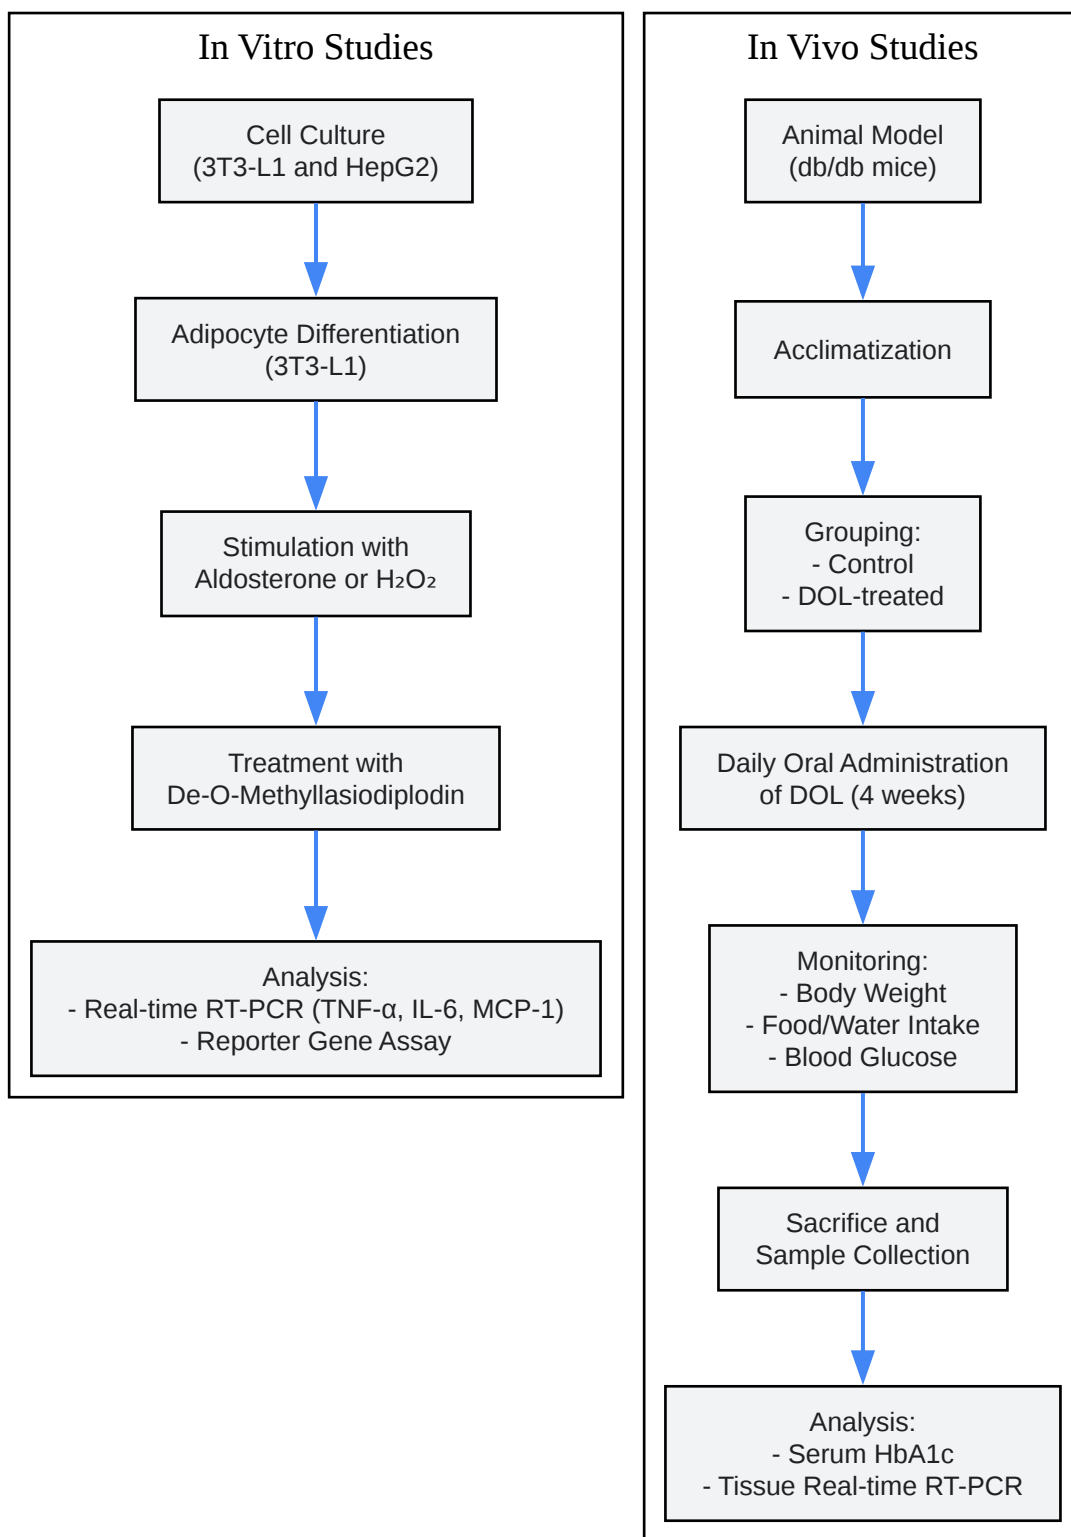 In Vitro Studies
Cell Culture
(3T3-L1 and HepG2)
Adipocyte Differentiation
(3T3-L1)
Stimulation with
Aldosterone or H₂O₂
Treatment with
De-O-Methyllasiodiplodin
Analysis:
- Real-time RT-PCR (TNF-α, IL-6, MCP-1)
- Reporter Gene Assay
In Vivo Studies
Animal Model
(db/db mice)
Acclimatization
Grouping:
- Control
- DOL-treated
Daily Oral Administration
of DOL (4 weeks)
Monitoring:
- Body Weight
- Food/Water Intake
- Blood Glucose
Sacrifice and
Sample Collection
Analysis:
- Serum HbA1c
- Tissue Real-time RT-PCR